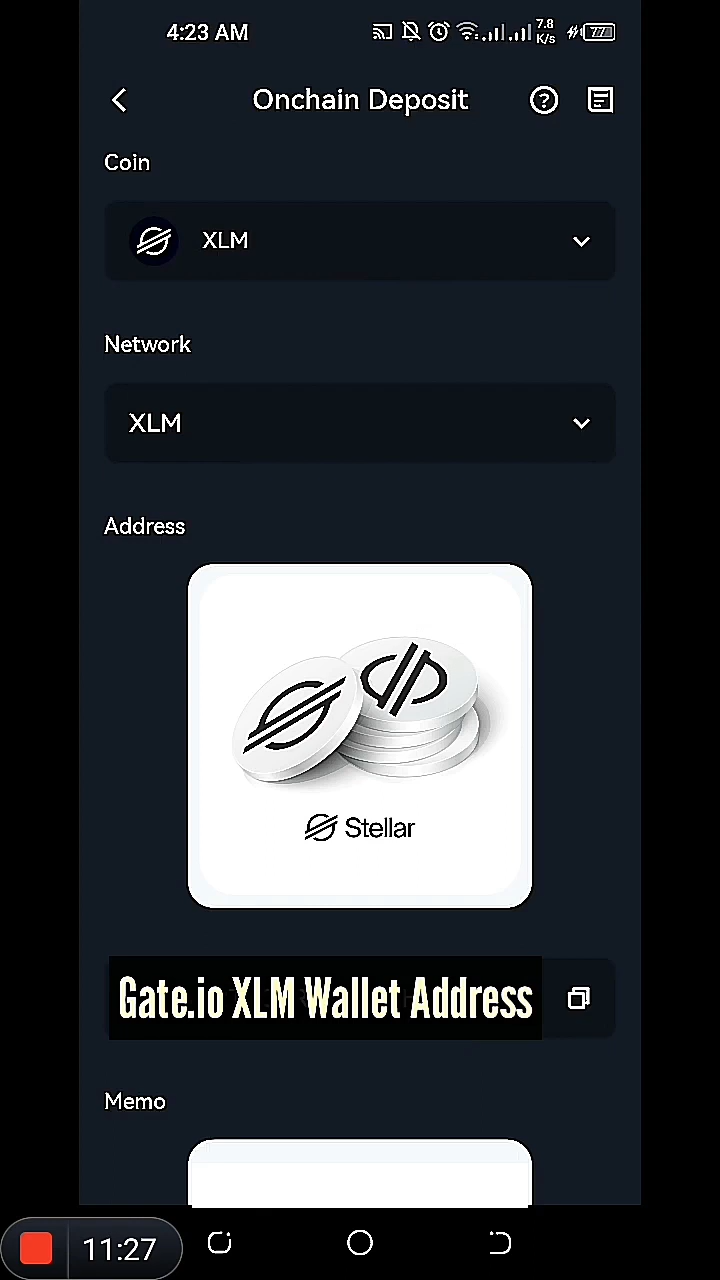 4:23 AM
7.8
K/s
77
Onchain Deposit
Coin
XLM
Network
XLM
Address
Stellar
Gate.io XLM Wallet Address
Memo
11:27